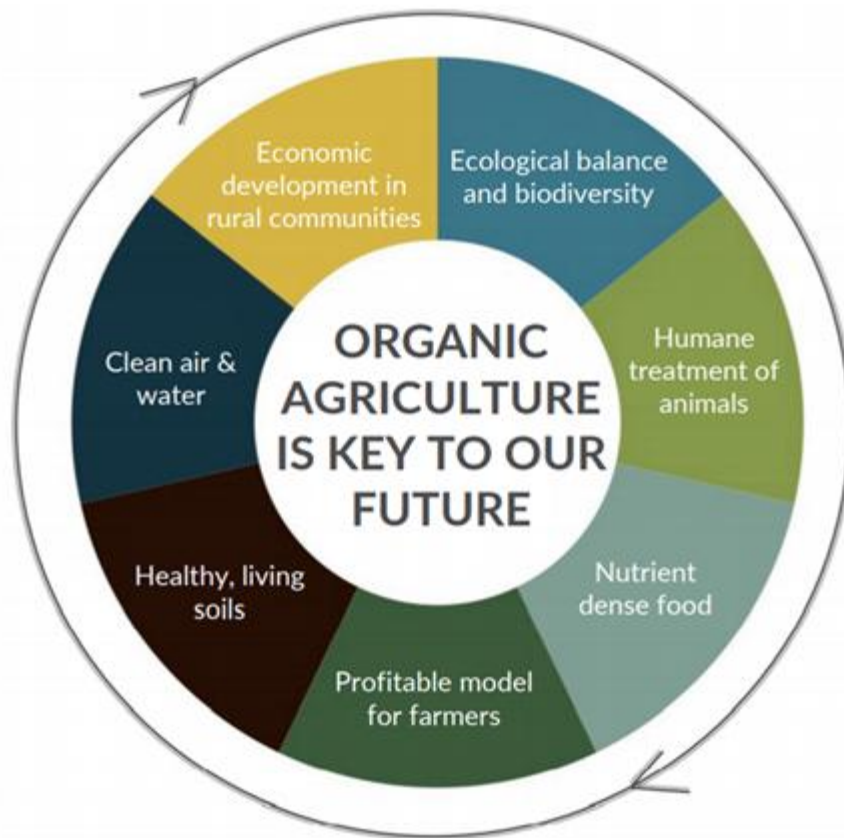 ORGANIC
AGRICULTURE
IS KEY TO OUR
FUTURE
Ecological balance
and biodiversity
Humane
treatment of
animals
Nutrient
dense food
Profitable model
for farmers
Healthy, living
soils
Clean air &
water
Economic
development in
rural communities